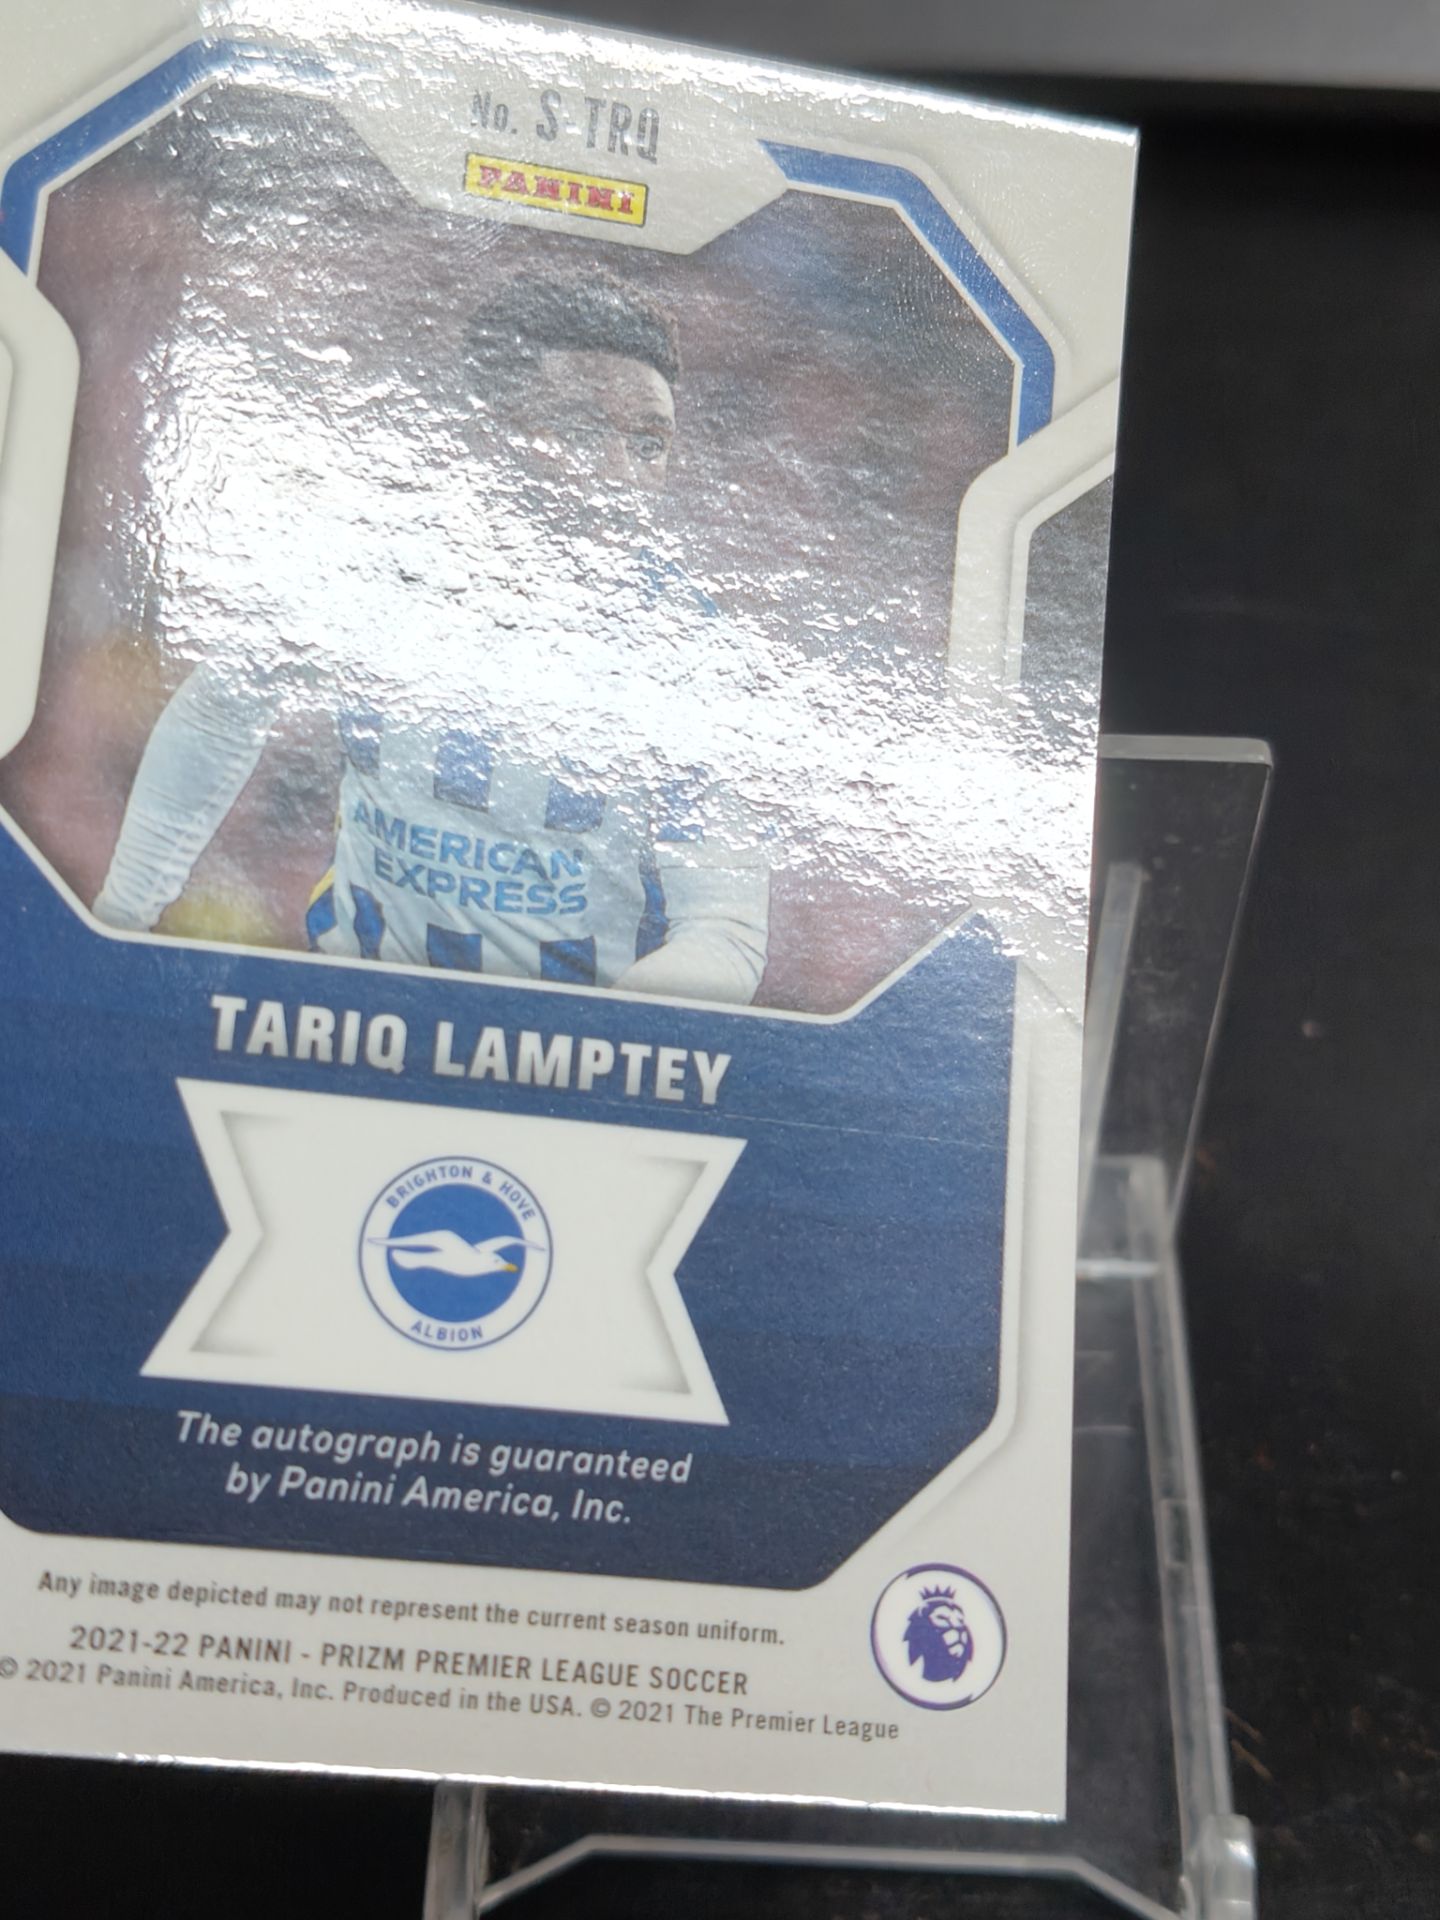 No. S-TRQ
PANINI
AMERICAN
EXPRESS
TARIQ LAMPTEY
BRIGHTON & HOVE
ALBION
The autograph is guaranteed
by Panini America, Inc.
Any image depicted may not represent the current season uniform.
2021-22 PANINI - PRIZM PREMIER LEAGUE SOCCER
© 2021 Panini America, Inc. Produced in the USA. © 2021 The Premier League